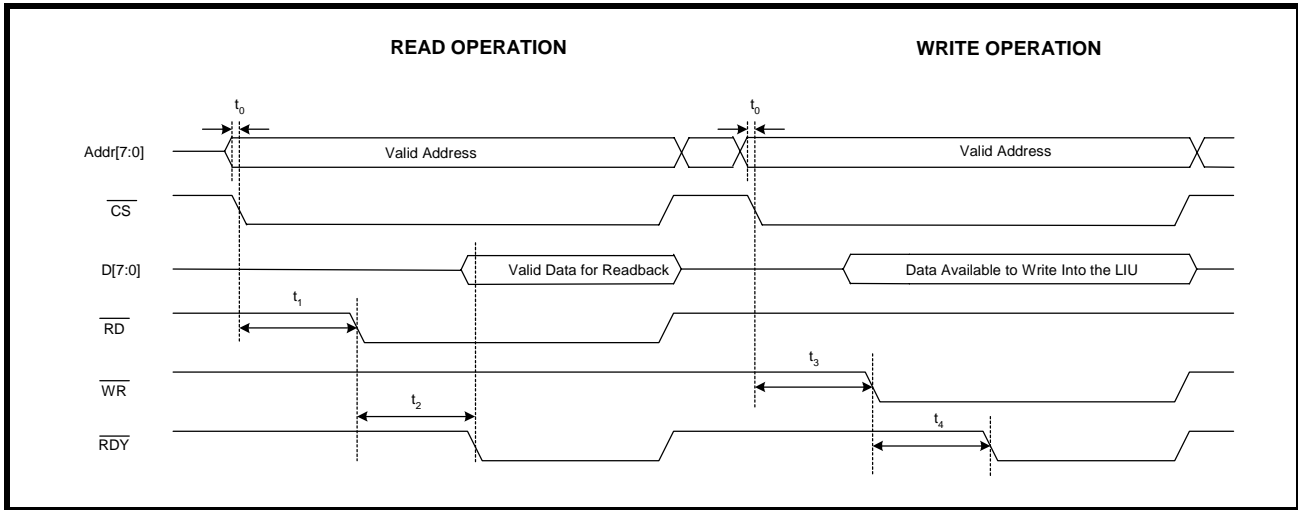 READ OPERATION WRITE OPERATION
t0 t0
Addr[7:0] Valid Address Valid Address
CS
D[7:0] Valid Data for Readback Data Available to Write Into the LIU
t1
RD
t3
WR
t2
t4
RDY